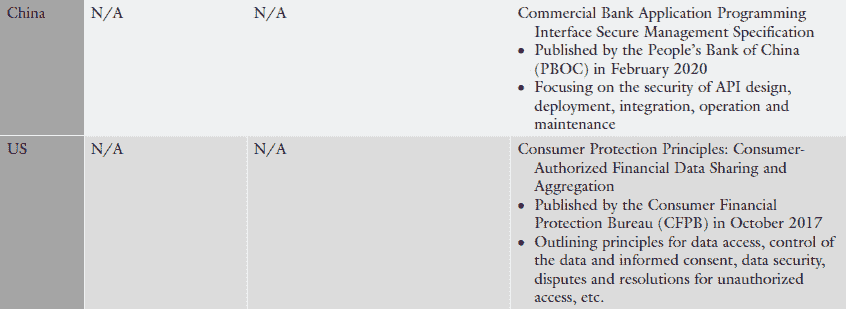 China N/A N/A Commercial Bank Application Programming
Interface Secure Management Specification
• Published by the People's Bank of China
(PBOC) in February 2020
• Focusing on the security of API design,
deployment, integration, operation and
maintenance
US N/A N/A Consumer Protection Principles: Consumer-
Authorized Financial Data Sharing and
Aggregation
• Published by the Consumer Financial
Protection Bureau (CFPB) in October 2017
• Outlining principles for data access, control of
the data and informed consent, data security,
disputes and resolutions for unauthorized
access, etc.